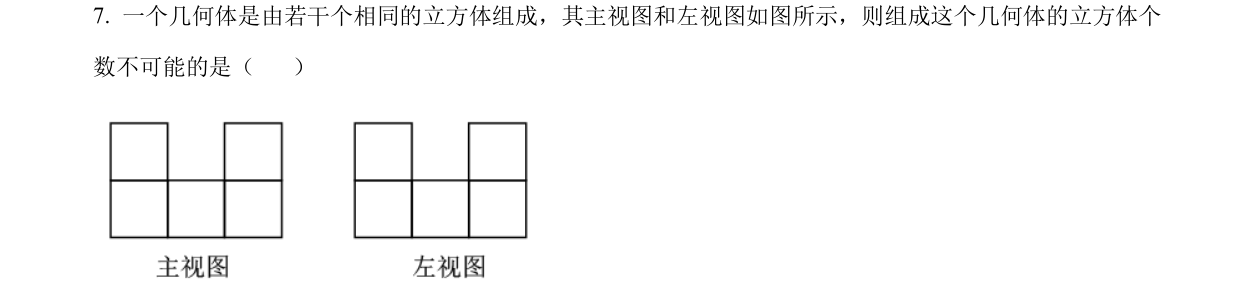 7. 一个几何体是由若干个相同的立方体组成，其主视图和左视图如图所示，则组成这个几何体的立方体个
数不可能的是（　　）
主视图 左视图